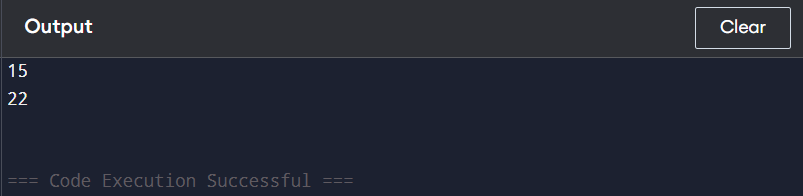 Output
Clear
15
22
=== Code Execution Successful ===